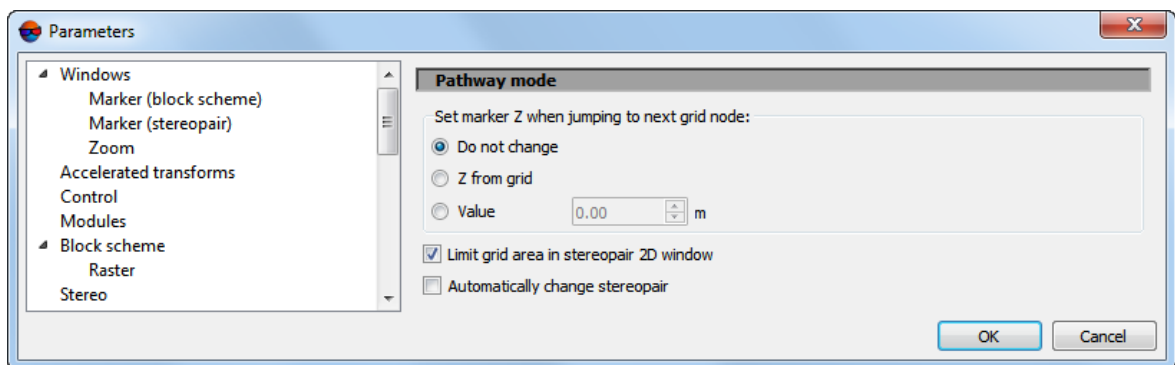 Parameters
Windows
Marker (block scheme)
Marker (stereopair)
Zoom
Accelerated transforms
Control
Modules
Block scheme
Raster
Stereo
Pathway mode
Set marker Z when jumping to next grid node:
Do not change
Z from grid
Value 0.00 m
Limit grid area in stereopair 2D window
Automatically change stereopair
OK Cancel